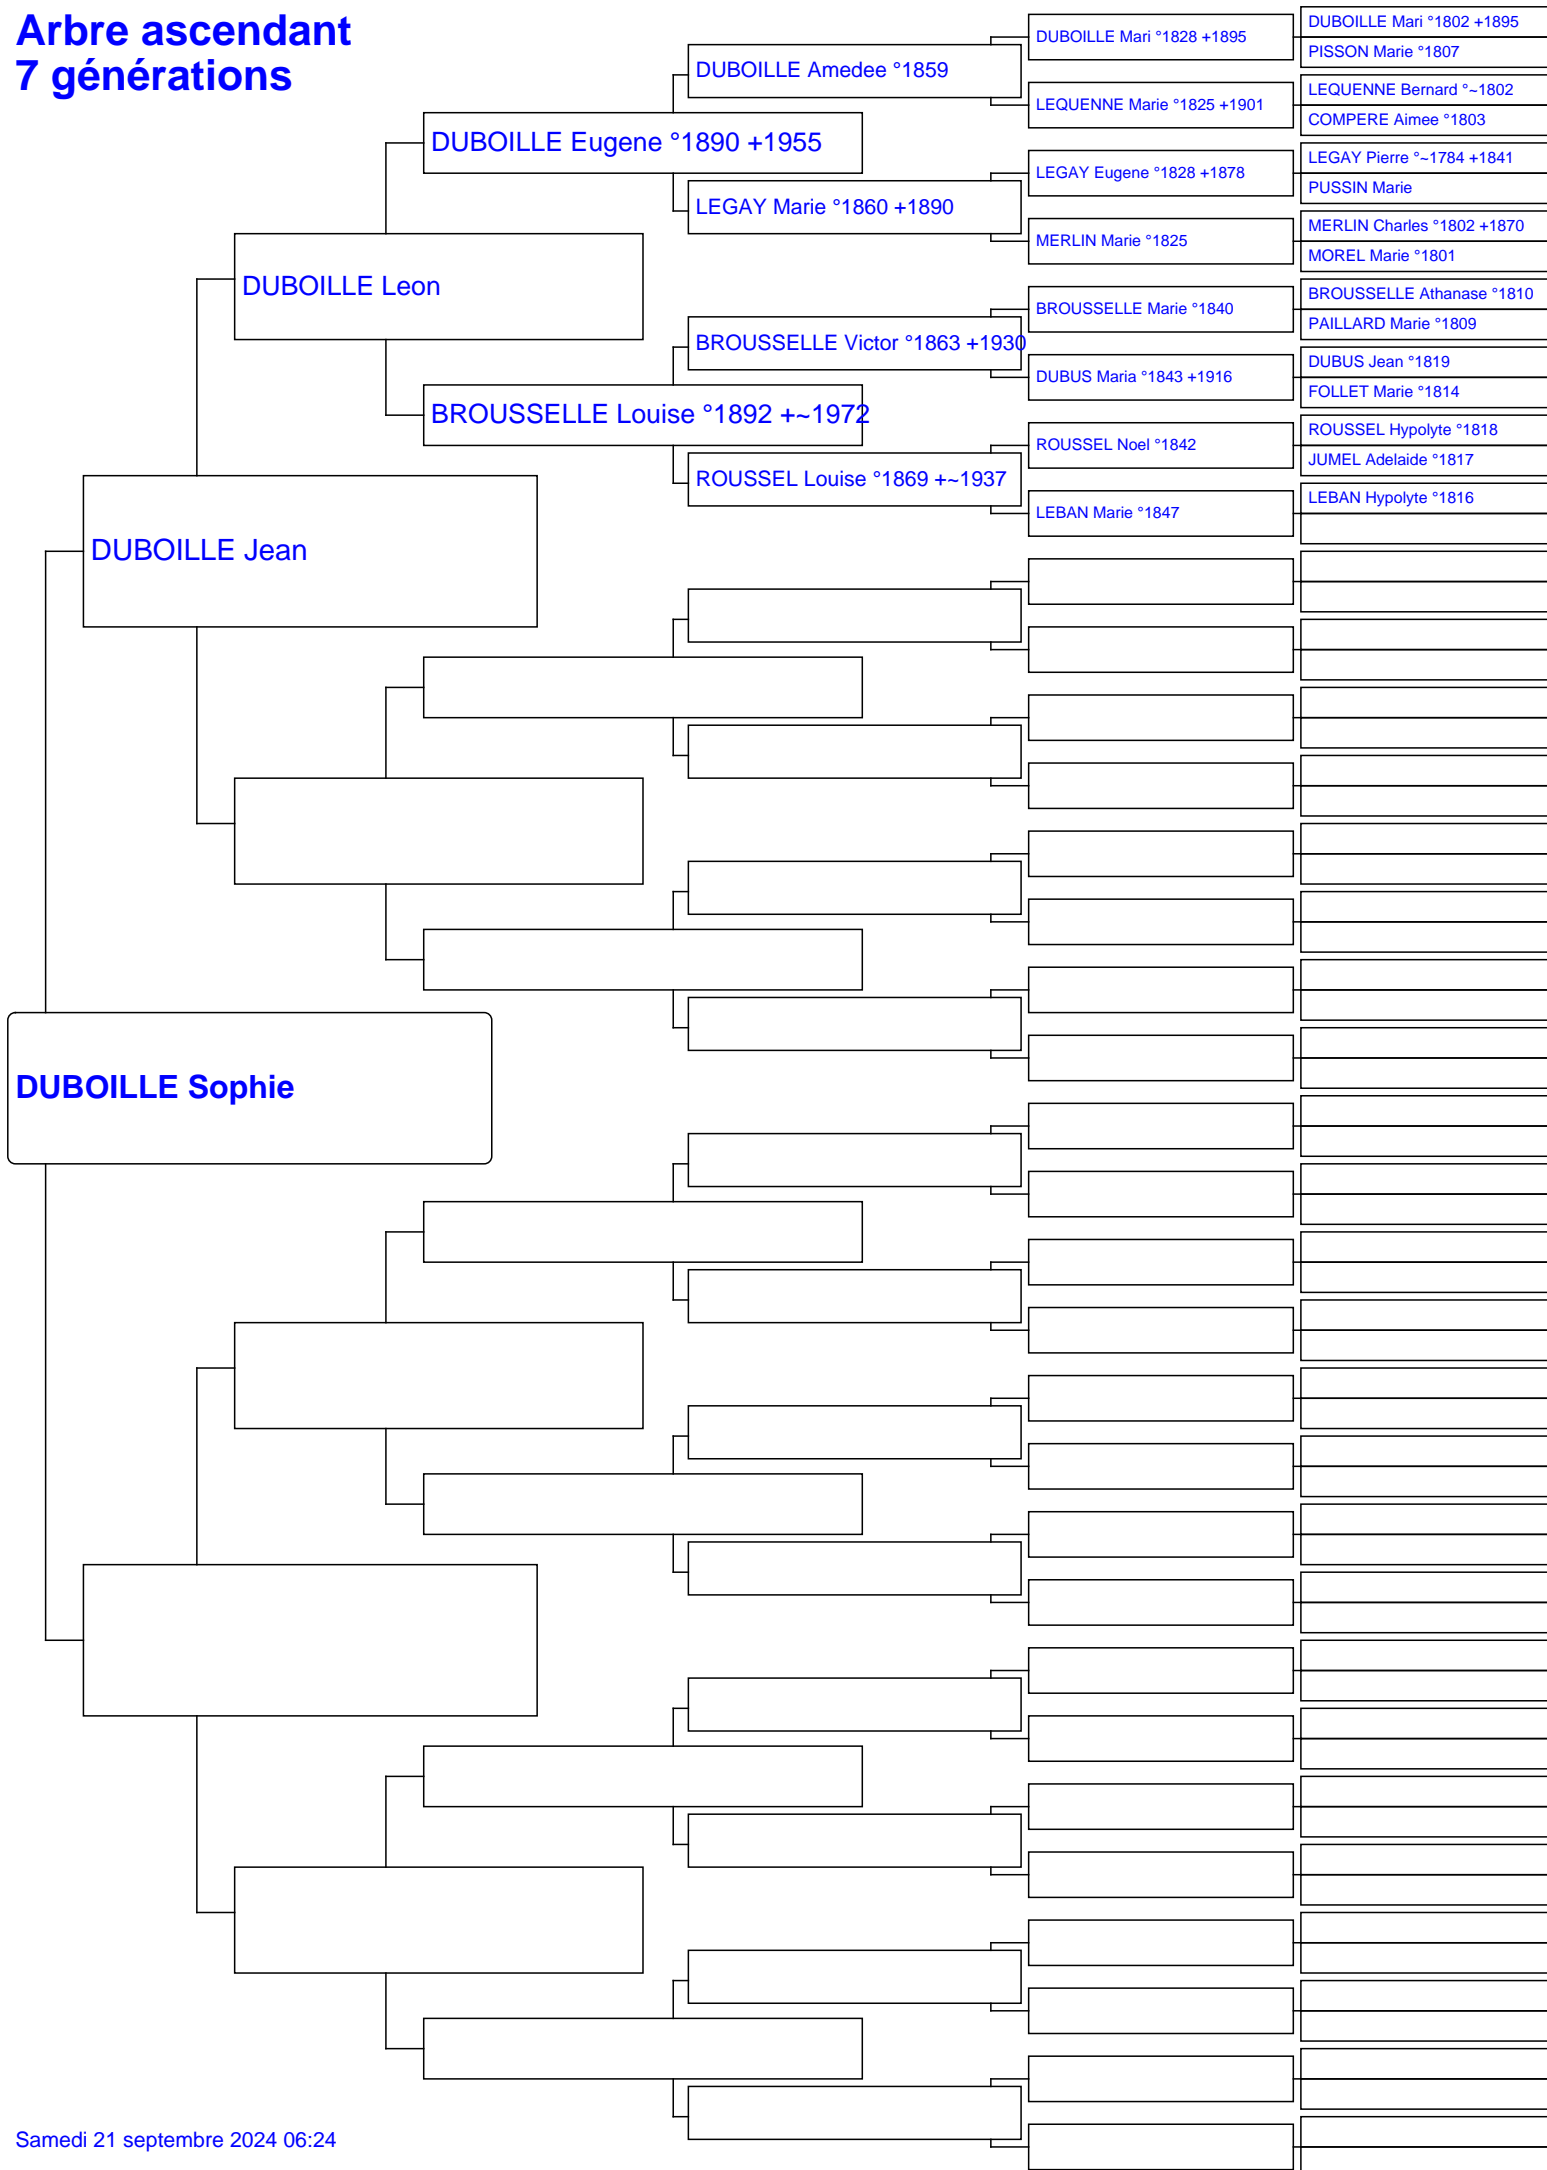 Arbre ascendant
7 générations
DUBOILLE Sophie
DUBOILLE Jean
DUBOILLE Leon
DUBOILLE Eugene °1890 +1955
BROUSSELLE Louise °1892 +~1972
DUBOILLE Amedee °1859
LEGAY Marie °1860 +1890
BROUSSELLE Victor °1863 +1930
ROUSSEL Louise °1869 +~1937
DUBOILLE Mari °1828 +1895
LEQUENNE Marie °1825 +1901
LEGAY Eugene °1828 +1878
MERLIN Marie °1825
BROUSSELLE Marie °1840
DUBUS Maria °1843 +1916
ROUSSEL Noel °1842
LEBAN Marie °1847
DUBOILLE Mari °1802 +1895
PISSON Marie °1807
LEQUENNE Bernard °~1802
COMPERE Aimee °1803
LEGAY Pierre °~1784 +1841
PUSSIN Marie
MERLIN Charles °1802 +1870
MOREL Marie °1801
BROUSSELLE Athanase °1810
PAILLARD Marie °1809
DUBUS Jean °1819
FOLLET Marie °1814
ROUSSEL Hypolyte °1818
JUMEL Adelaide °1817
LEBAN Hypolyte °1816
Samedi 21 septembre 2024 06:24